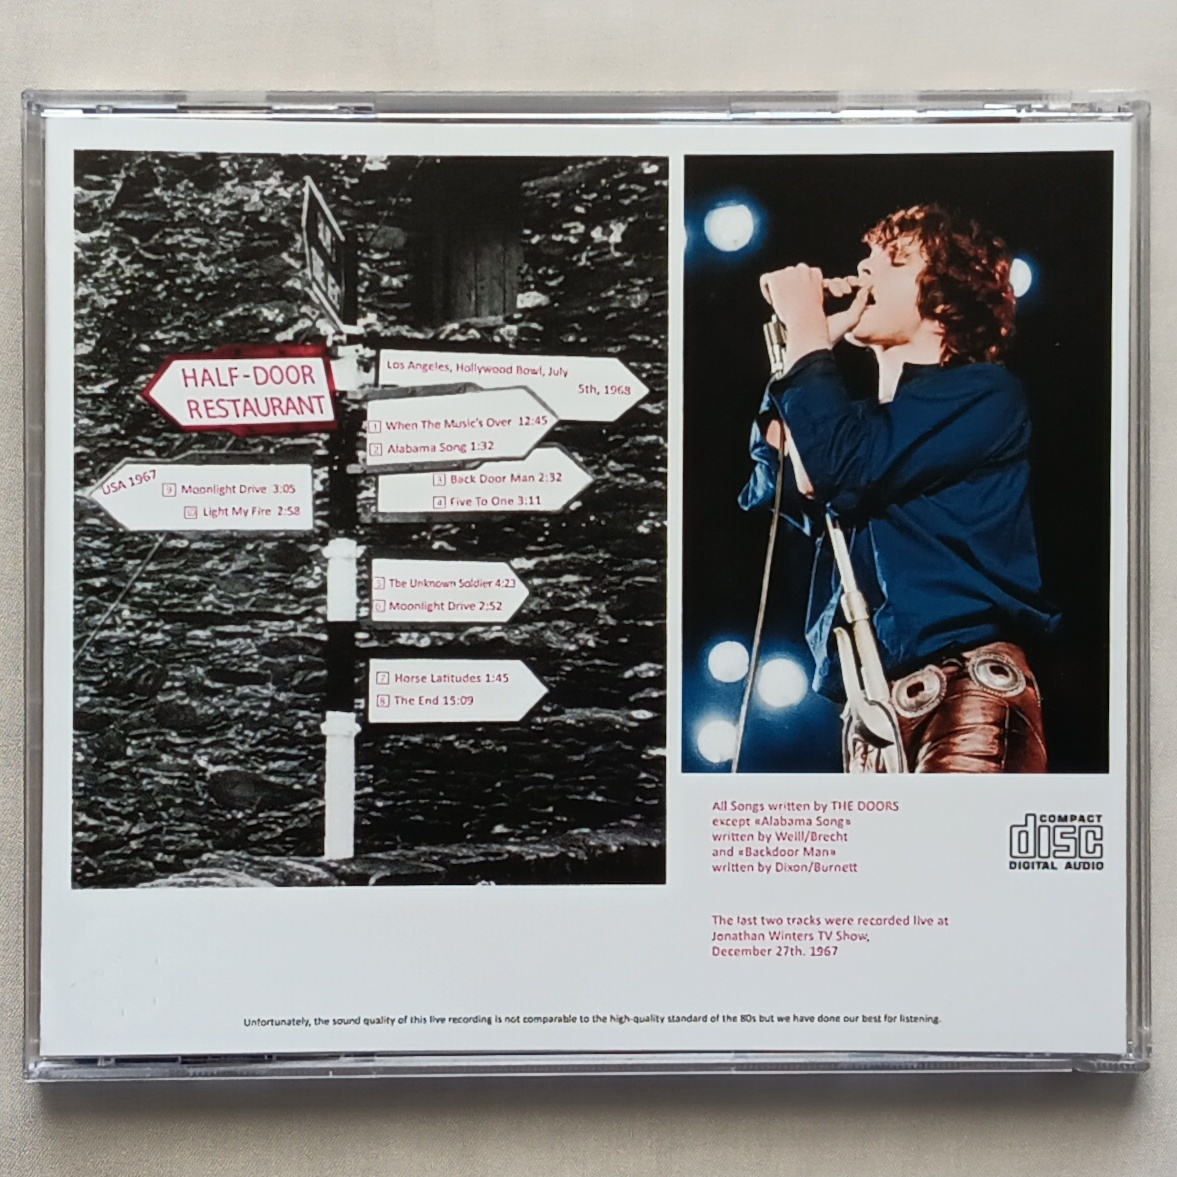 HALF-DOOR
RESTAURANT
Los Angeles, Hollywood Bowl, July
5th, 1968
1 When The Music's Over 12:45
2 Alabama Song 1:32
3 Back Door Man 2:32
4 Five To One 3:11
USA 1967
9 Moonlight Drive 3:05
10 Light My Fire 2:58
5 The Unknown Soldier 4:23
6 Moonlight Drive 2:52
7 Horse Latitudes 1:45
8 The End 15:09
All Songs written by THE DOORS
except «Alabama Song»
written by Weill/Brecht
and «Backdoor Man»
written by Dixon/Burnett
COMPACT
disc
DIGITAL AUDIO
The last two tracks were recorded live at
Jonathan Winters TV Show,
December 27th. 1967
Unfortunately, the sound quality of this live recording is not comparable to the high-quality standard of the 80s but we have done our best for listening.